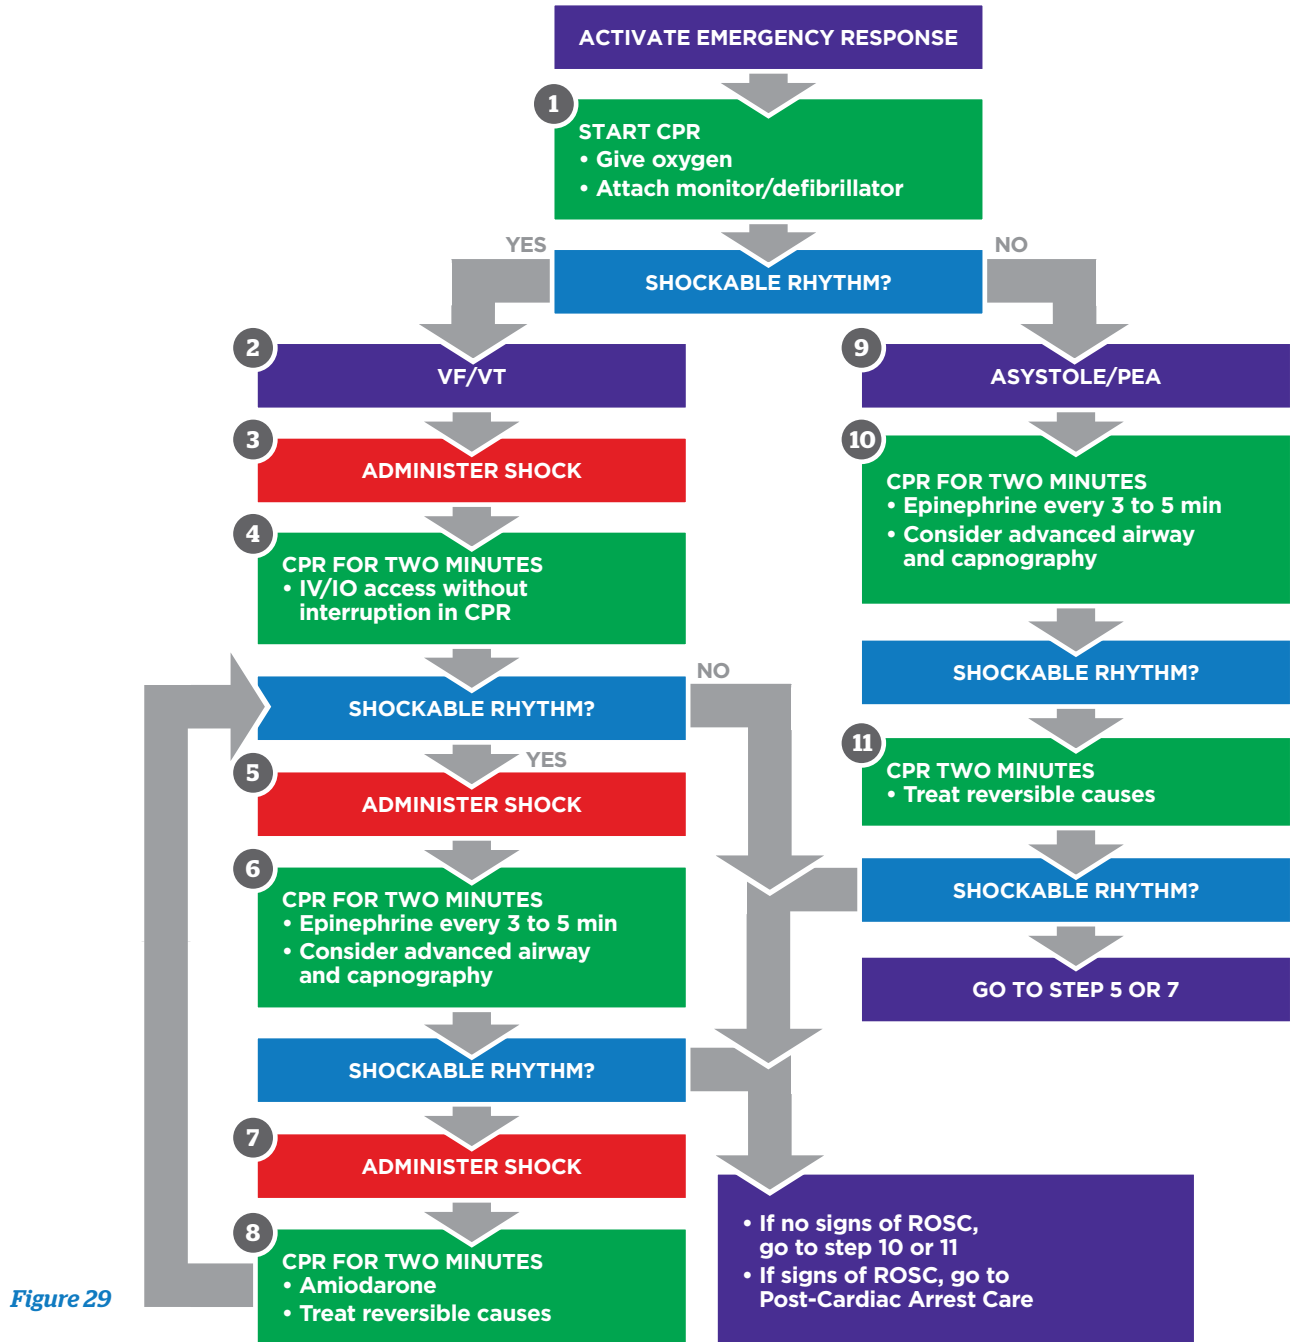 ACTIVATE EMERGENCY RESPONSE
1
START CPR
• Give oxygen
• Attach monitor/defibrillator
YES
NO
SHOCKABLE RHYTHM?
2
VF/VT
3
ADMINISTER SHOCK
4
CPR FOR TWO MINUTES
• IV/IO access without
interruption in CPR
SHOCKABLE RHYTHM?
NO
YES
5
ADMINISTER SHOCK
6
CPR FOR TWO MINUTES
• Epinephrine every 3 to 5 min
• Consider advanced airway
and capnography
SHOCKABLE RHYTHM?
7
ADMINISTER SHOCK
8
CPR FOR TWO MINUTES
• Amiodarone
• Treat reversible causes
9
ASYSTOLE/PEA
10
CPR FOR TWO MINUTES
• Epinephrine every 3 to 5 min
• Consider advanced airway
and capnography
SHOCKABLE RHYTHM?
11
CPR TWO MINUTES
• Treat reversible causes
SHOCKABLE RHYTHM?
GO TO STEP 5 OR 7
• If no signs of ROSC,
go to step 10 or 11
• If signs of ROSC, go to
Post-Cardiac Arrest Care
Figure 29